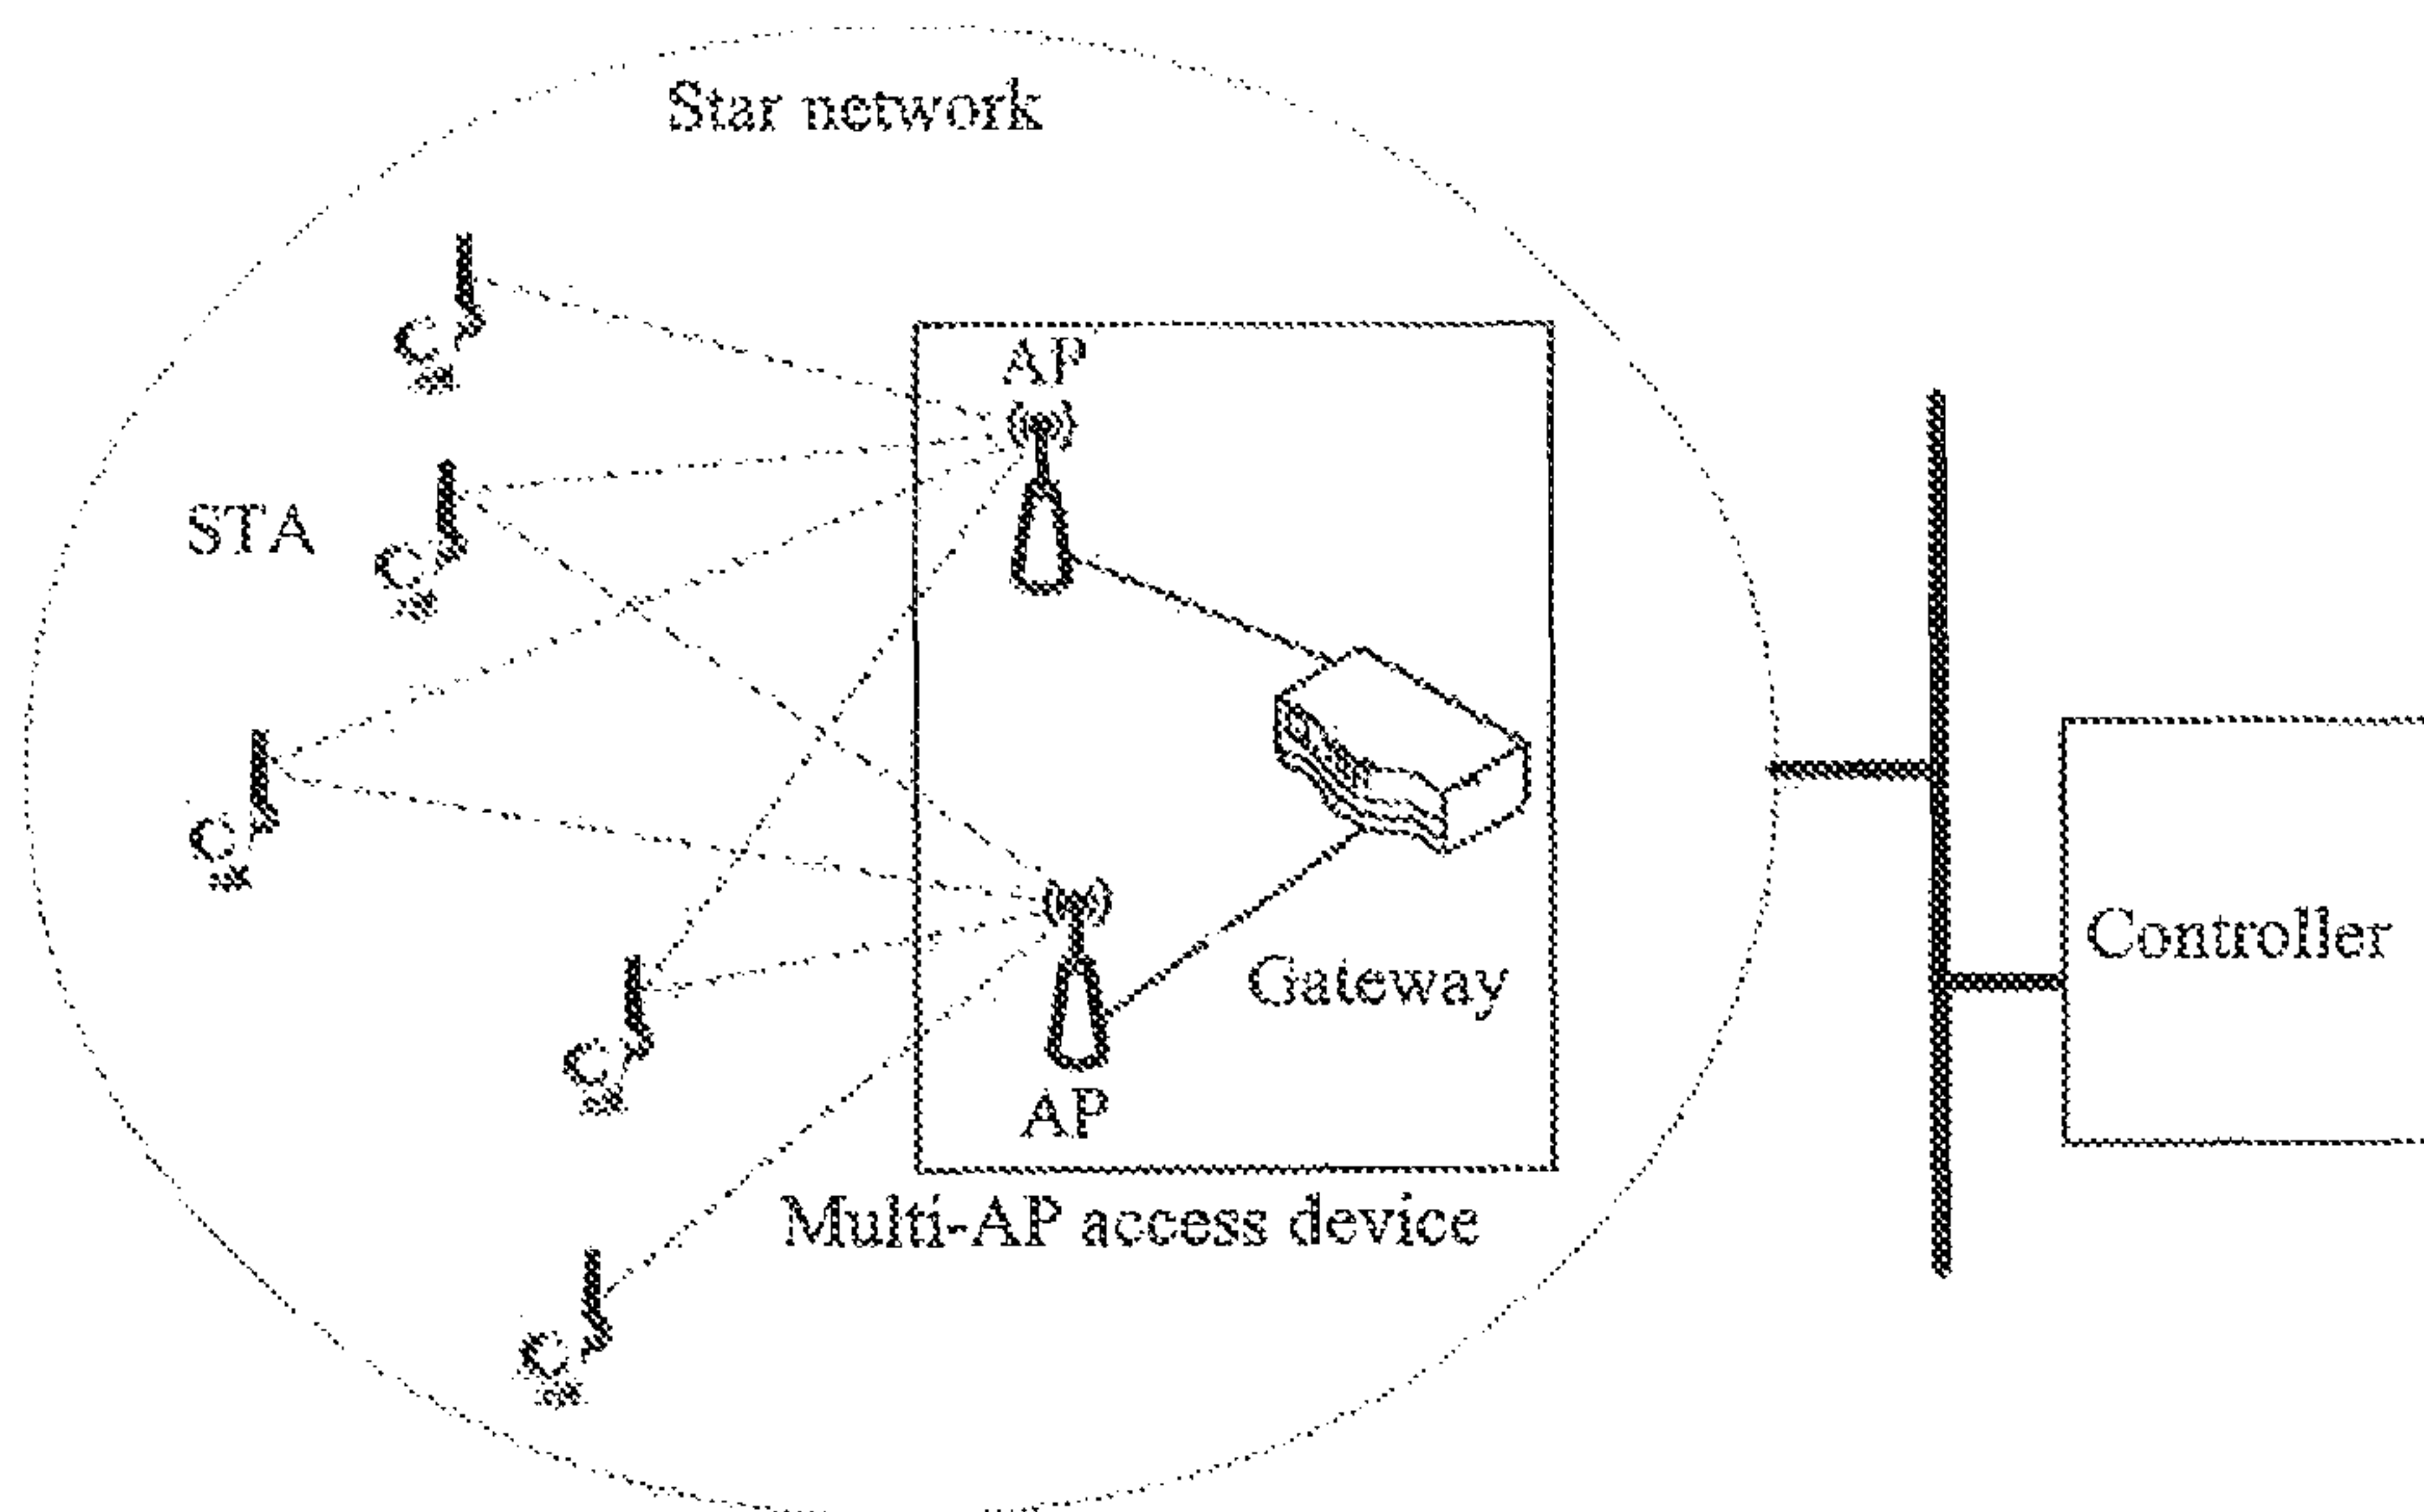 Star network
AP
STA
Controller
Gateway
AP
Multi-AP access device